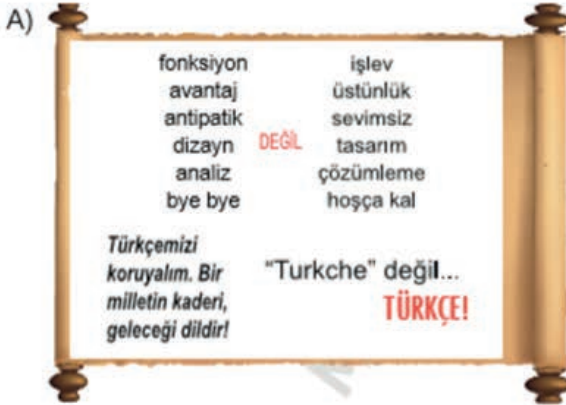 A)
fonksiyon işlev
avantaj üstünlük
antipatik sevimsiz
dizayn DEĞİL tasarım
analiz çözümleme
bye bye hoşça kal
Türkçemizi
koruyalım. Bir
milletin kaderi,
geleceği dildir!
"Turkche" değil...
TÜRKÇE!